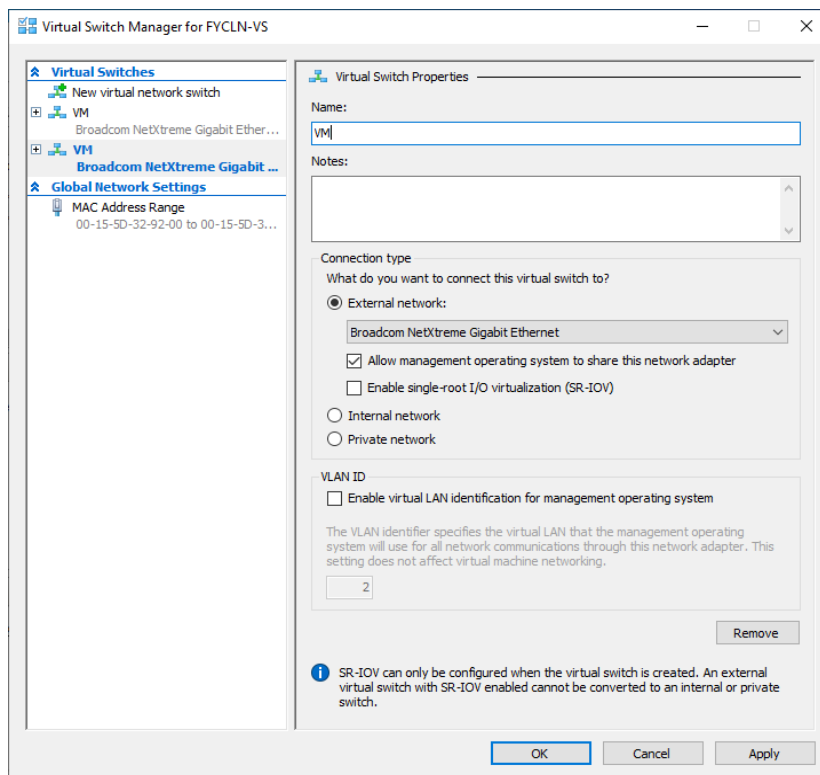 Virtual Switch Manager for FYCLN-VS
Virtual Switches
New virtual network switch
VM
Broadcom NetXtreme Gigabit Ether...
VM
Broadcom NetXtreme Gigabit ...
Global Network Settings
MAC Address Range
00-15-5D-32-92-00 to 00-15-5D-3...
Virtual Switch Properties
Name:
VM
Notes:
Connection type
What do you want to connect this virtual switch to?
External network:
Broadcom NetXtreme Gigabit Ethernet
Allow management operating system to share this network adapter
Enable single-root I/O virtualization (SR-IOV)
Internal network
Private network
VLAN ID
Enable virtual LAN identification for management operating system
The VLAN identifier specifies the virtual LAN that the management operating
system will use for all network communications through this network adapter. This
setting does not affect virtual machine networking.
2
Remove
SR-IOV can only be configured when the virtual switch is created. An external
virtual switch with SR-IOV enabled cannot be converted to an internal or private
switch.
OK
Cancel
Apply